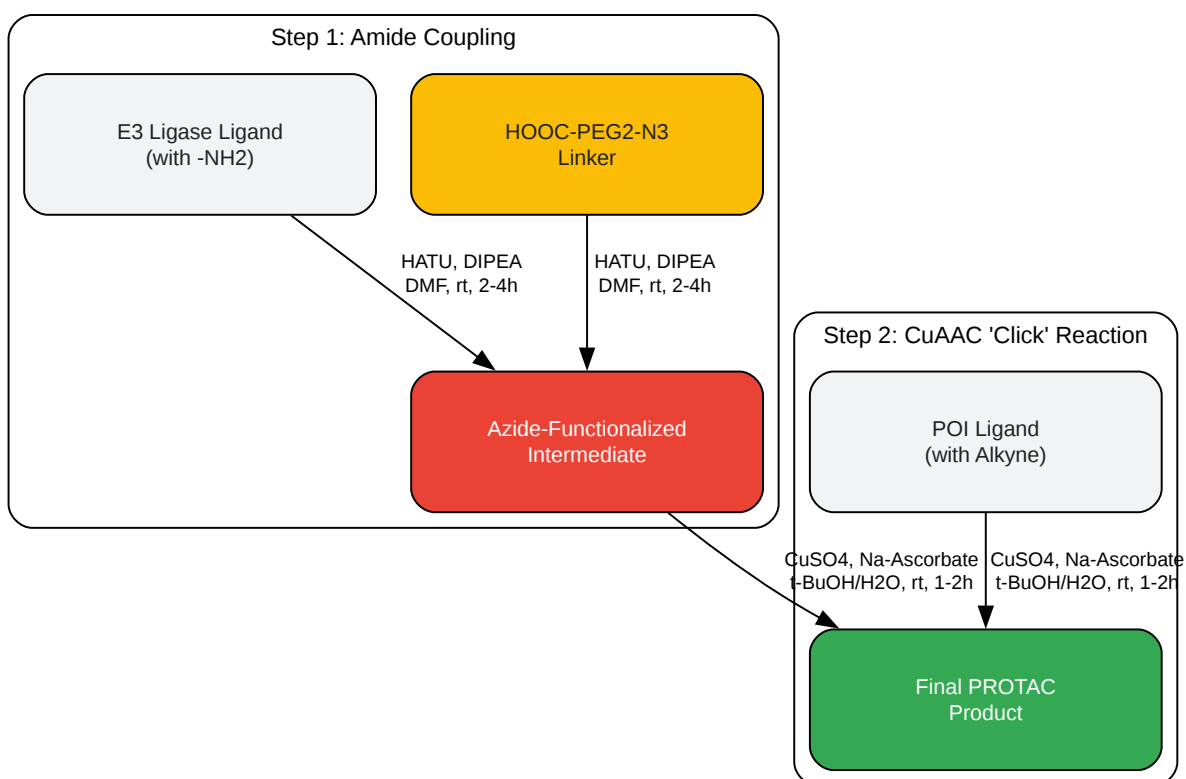 Step 1: Amide Coupling
E3 Ligase Ligand
(with -NH2)
HOOC-PEG2-N3
Linker
HATU, DIPEA
DMF, rt, 2-4h
HATU, DIPEA
DMF, rt, 2-4h
Azide-Functionalized
Intermediate
Step 2: CuAAC 'Click' Reaction
POI Ligand
(with Alkyne)
CuSO4, Na-Ascorbate
t-BuOH/H2O, rt, 1-2h
CuSO4, Na-Ascorbate
t-BuOH/H2O, rt, 1-2h
Final PROTAC
Product